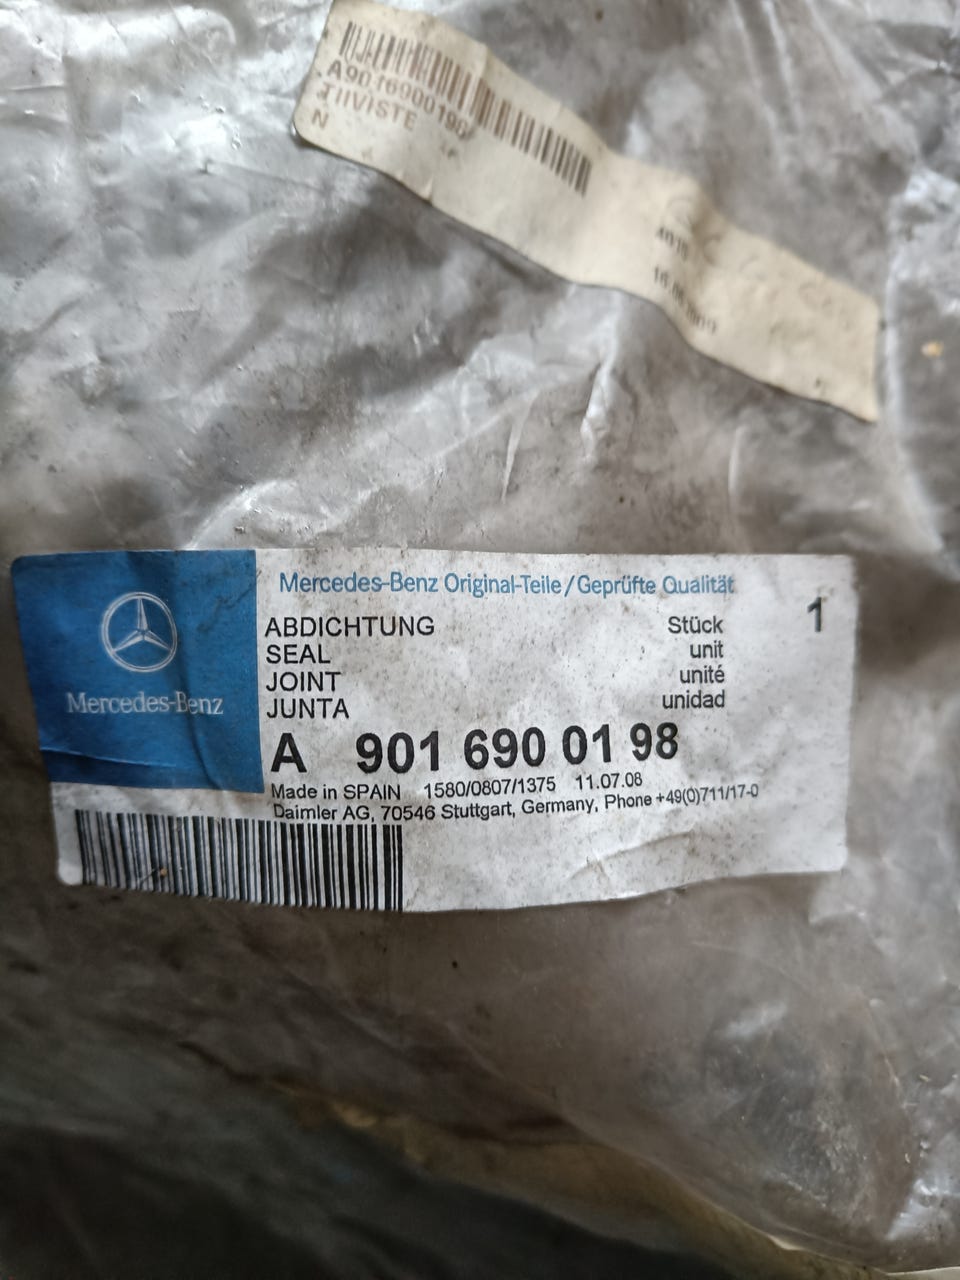 A9016900198
TIIVISTE
N
Mercedes-Benz
Mercedes-Benz Original-Teile/Geprüfte Qualität
ABDICHTUNG Stück 1
SEAL unit
JOINT unité
JUNTA unidad
A 901 690 01 98
Made in SPAIN 1580/0807/1375 11.07.08
Daimler AG, 70546 Stuttgart, Germany, Phone +49(0)711/17-0